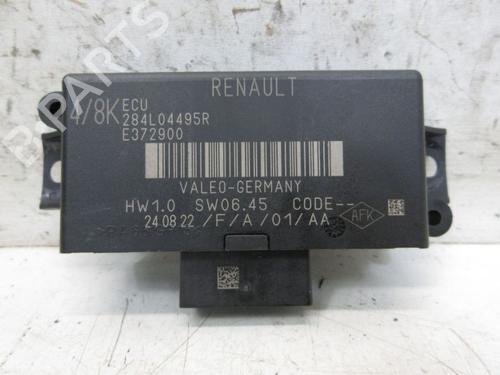 RENAULT
4/8K ECU
284L04495R
E372900
VALEO-GERMANY
HW1.0 SW06.45 CODE--
24.08.22 /F/A/01/AA
AFK